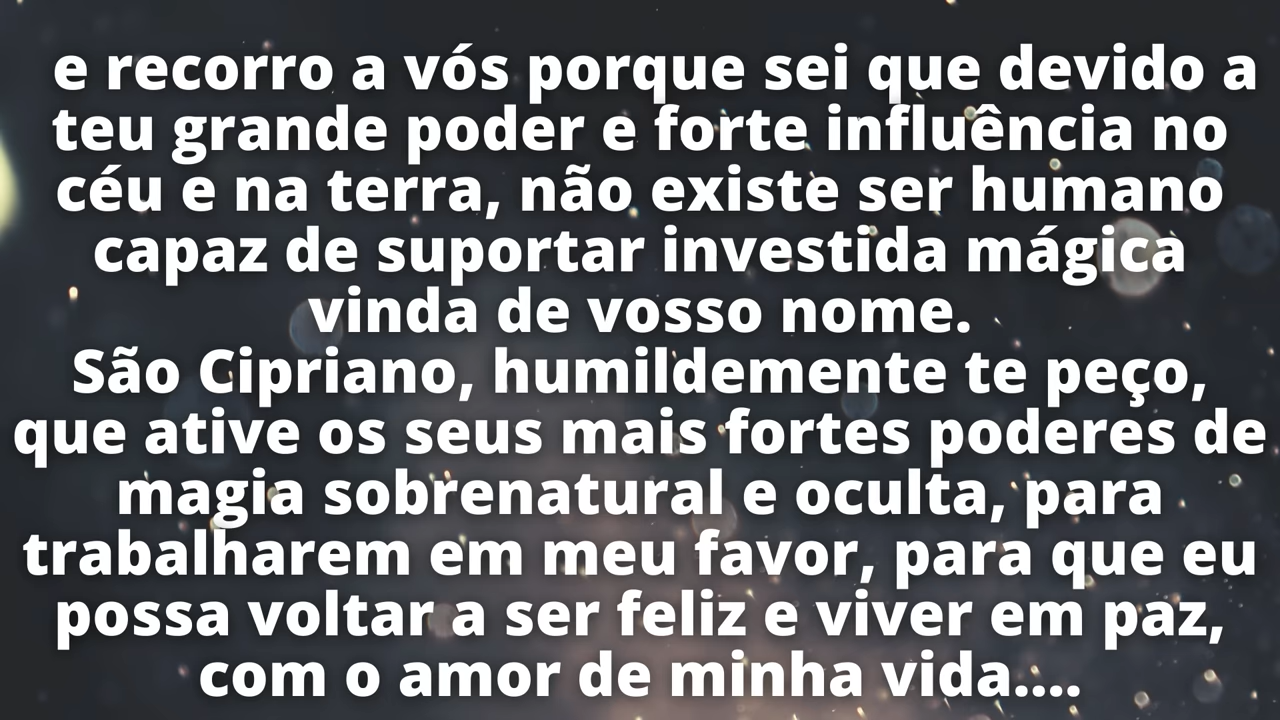 e recorro a vós porque sei que devido a
teu grande poder e forte influência no
céu e na terra, não existe ser humano
capaz de suportar investida mágica
vinda de vosso nome.
São Cipriano, humildemente te peço,
que ative os seus mais fortes poderes de
magia sobrenatural e oculta, para
trabalharem em meu favor, para que eu
possa voltar a ser feliz e viver em paz,
com o amor de minha vida....